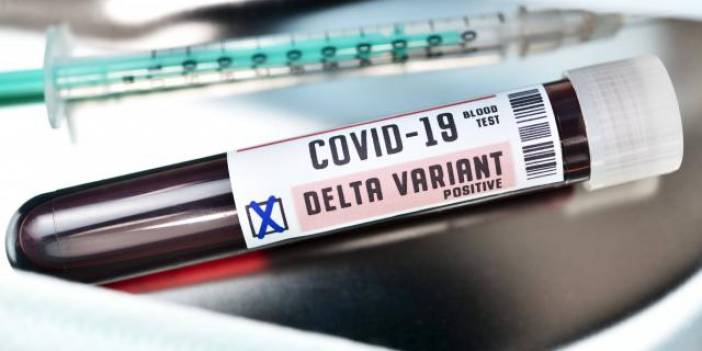 COVID-19
BLOOD
TEST
DELTA VARIANT
POSITIVE
X